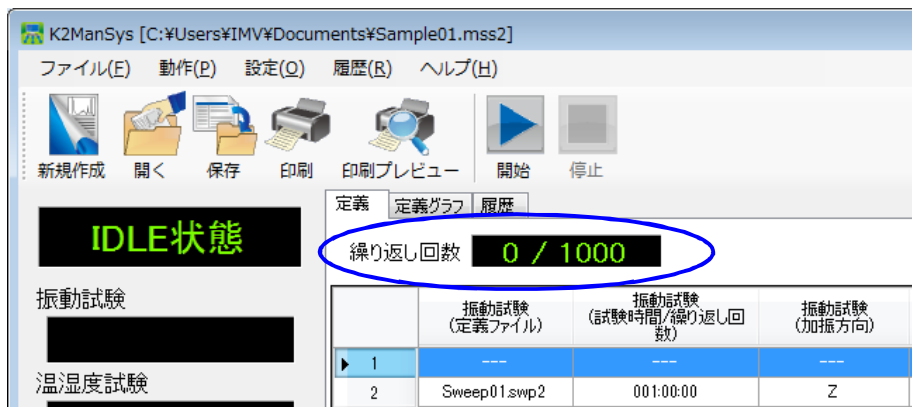 K2ManSys [C:¥Users¥IMV¥Documents¥Sample01.mss2]
ファイル(F) 動作(P) 設定(O) 履歴(R) ヘルプ(H)
新規作成 開く 保存 印刷 印刷プレビュー 開始 停止
定義 定義グラフ 履歴
IDLE状態
繰り返し回数 0 / 1000
振動試験
振動試験
(定義ファイル)
振動試験
(試験時間/繰り返し回
数)
振動試験
(加振方向)
1 --- --- ---
温湿度試験
2 Sweep01.swp2 001:00:00 Z